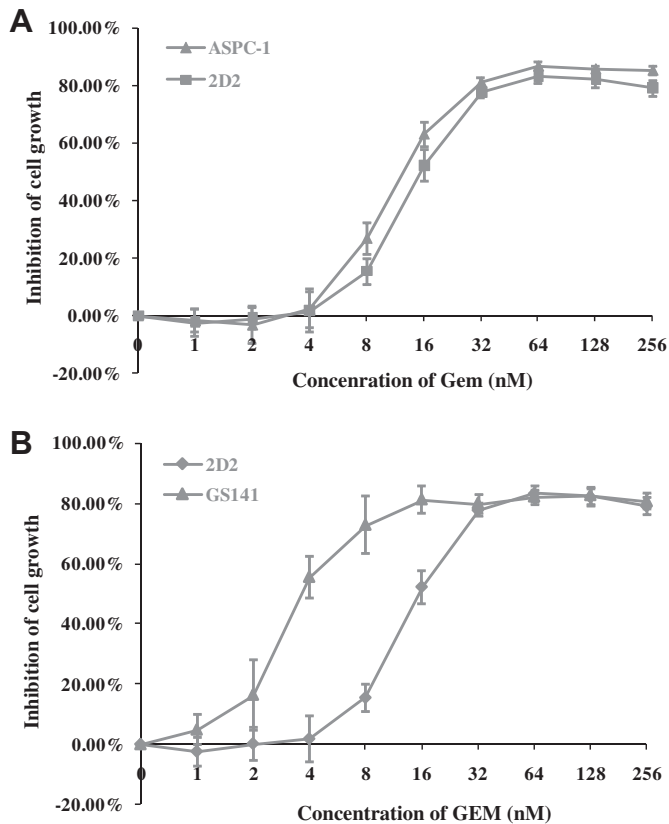 A
100.00%
80.00%
60.00%
40.00%
20.00%
0.00%
-20.00%
Inhibition of cell growth
ASPC-1
2D2
0 1 2 4 8 16 32 64 128 256
Concenration of Gem (nM)
B
100.00%
80.00%
60.00%
40.00%
20.00%
0.00%
-20.00%
Inhibition of cell growth
2D2
GS141
0 1 2 4 8 16 32 64 128 256
Concentration of GEM (nM)